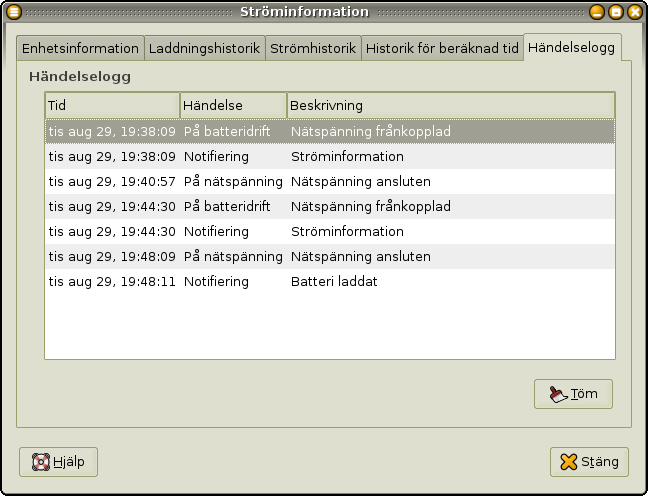 Ströminformation
Enhetsinformation Laddningshistorik Strömhistorik Historik för beräknad tid Händelselogg
Händelselogg
Tid Händelse Beskrivning
tis aug 29, 19:38:09 På batteridrift Nätspänning frånkopplad
tis aug 29, 19:38:09 Notifiering Ströminformation
tis aug 29, 19:40:57 På nätspänning Nätspänning ansluten
tis aug 29, 19:44:30 På batteridrift Nätspänning frånkopplad
tis aug 29, 19:44:30 Notifiering Ströminformation
tis aug 29, 19:48:09 På nätspänning Nätspänning ansluten
tis aug 29, 19:48:11 Notifiering Batteri laddat
Töm
Hjälp Stäng